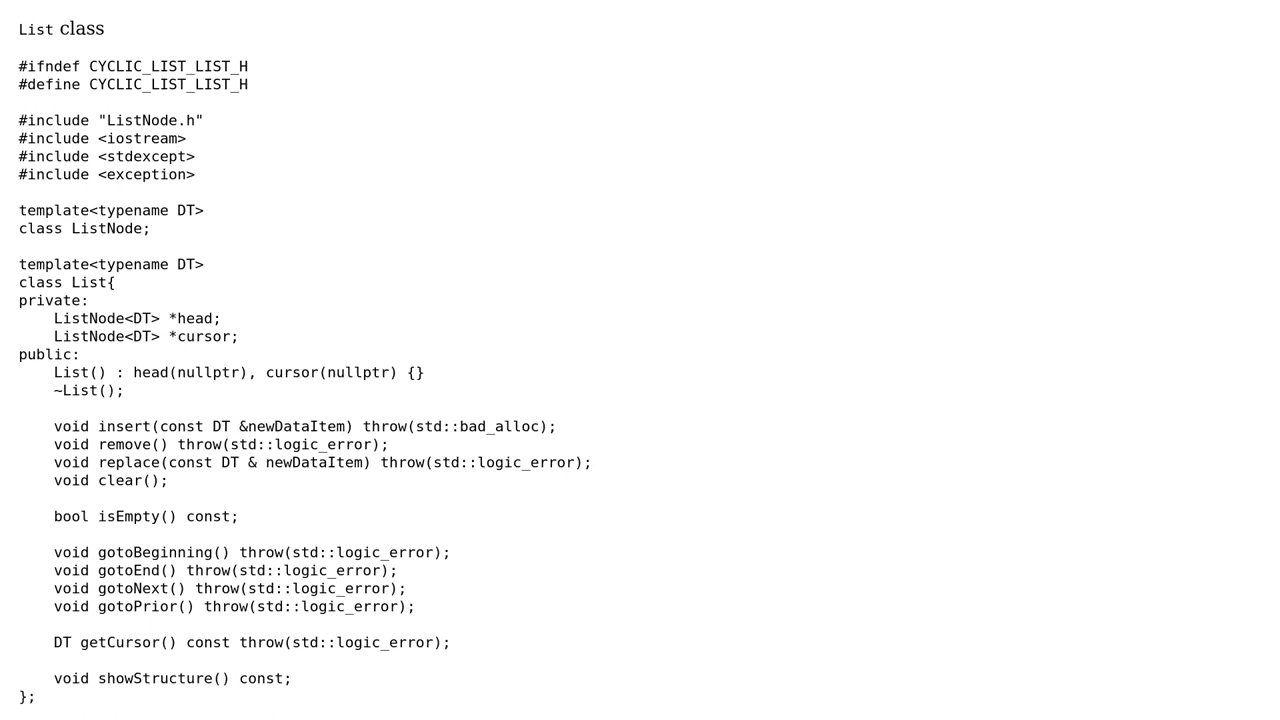 List class
#ifndef CYCLIC_LIST_LIST_H
#define CYCLIC_LIST_LIST_H
#include "ListNode.h"
#include <iostream>
#include <stdexcept>
#include <exception>
template<typename DT>
class ListNode;
template<typename DT>
class List{
private:
    ListNode<DT> *head;
    ListNode<DT> *cursor;
public:
    List() : head(nullptr), cursor(nullptr) {}
    ~List();
    void insert(const DT &newDataItem) throw(std::bad_alloc);
    void remove() throw(std::logic_error);
    void replace(const DT & newDataItem) throw(std::logic_error);
    void clear();
    bool isEmpty() const;
    void gotoBeginning() throw(std::logic_error);
    void gotoEnd() throw(std::logic_error);
    void gotoNext() throw(std::logic_error);
    void gotoPrior() throw(std::logic_error);
    DT getCursor() const throw(std::logic_error);
    void showStructure() const;
};